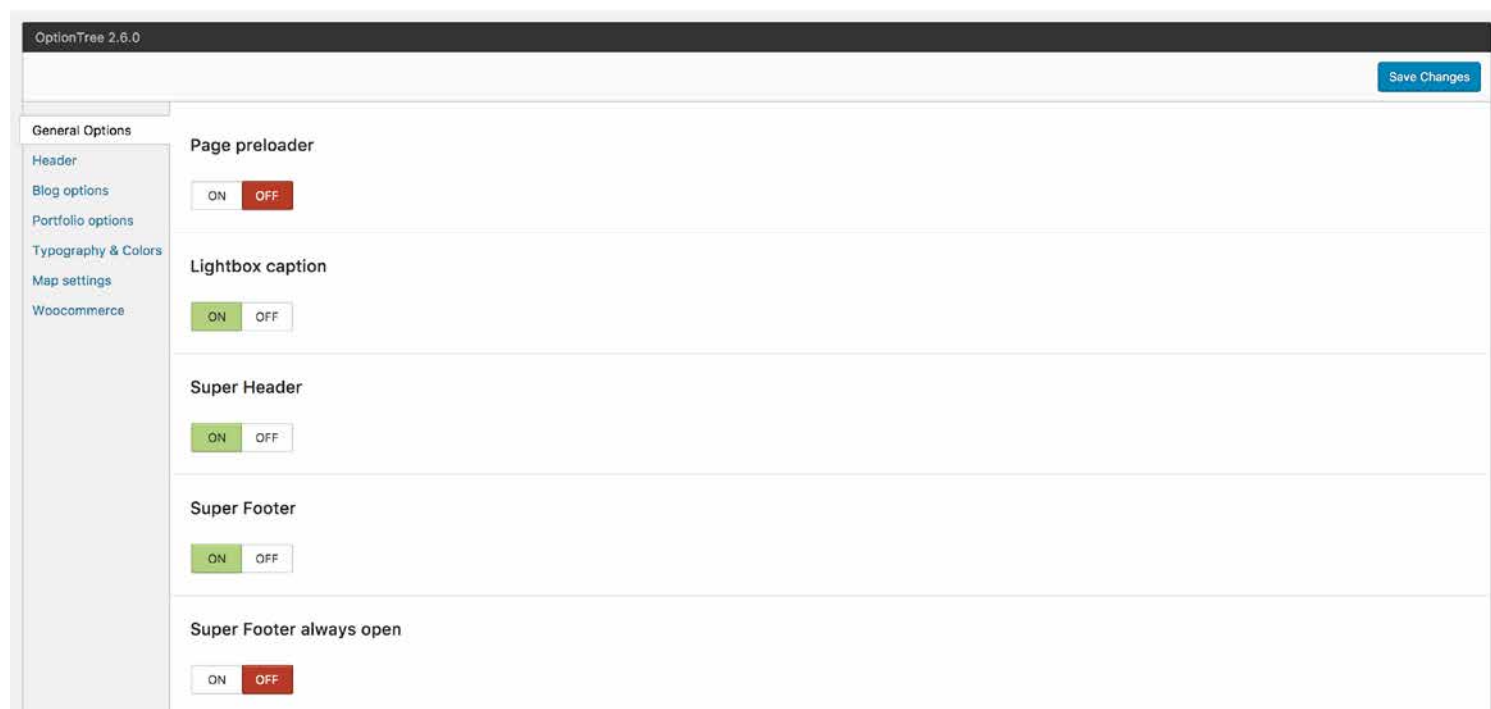 OptionTree 2.6.0
Save Changes
General Options
Header
Blog options
Portfolio options
Typography & Colors
Map settings
Woocommerce
Page preloader
ON OFF
Lightbox caption
ON OFF
Super Header
ON OFF
Super Footer
ON OFF
Super Footer always open
ON OFF